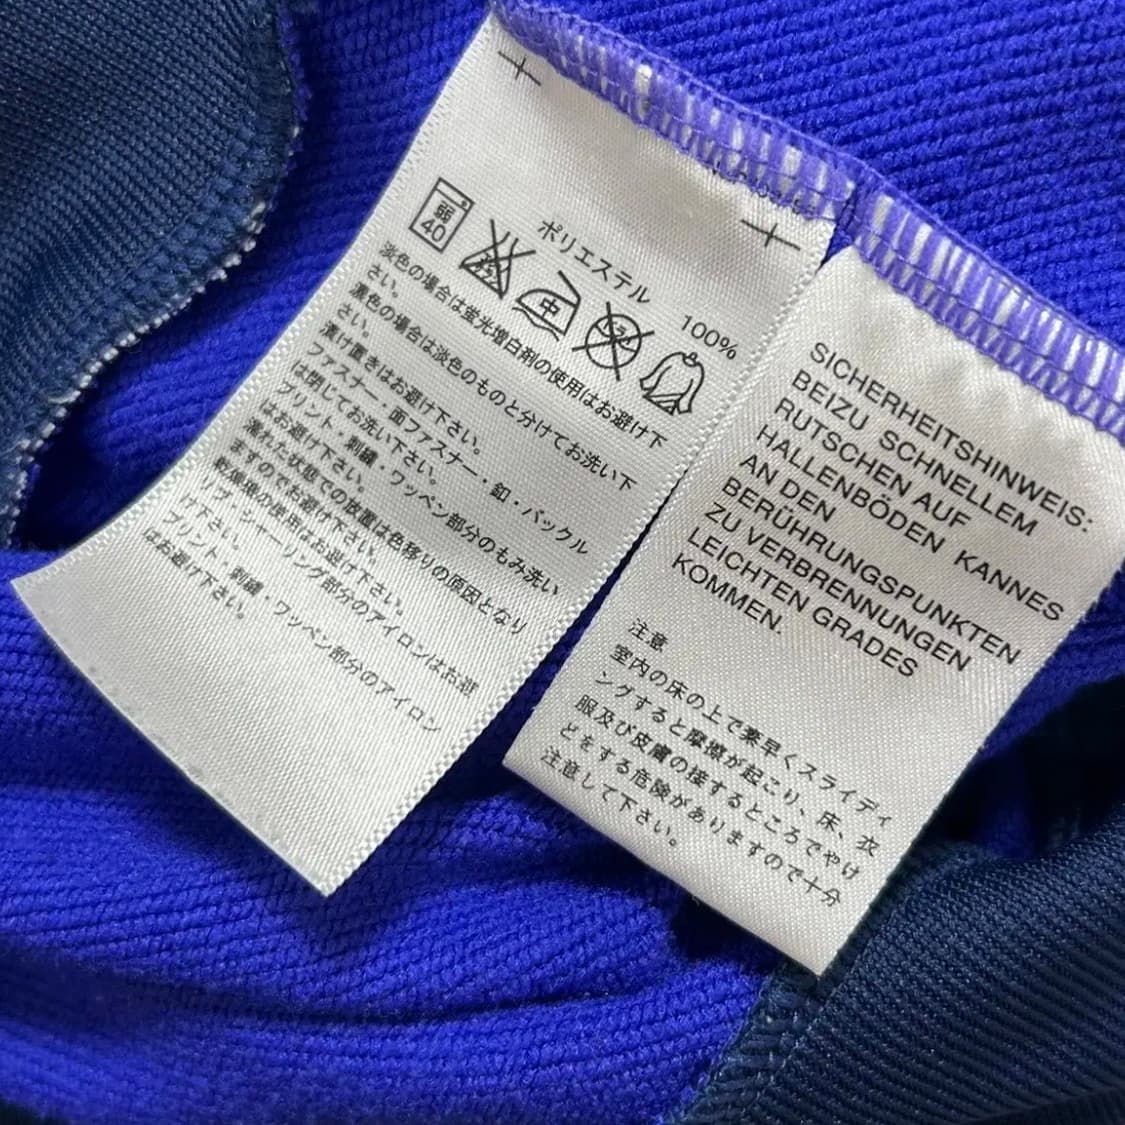 弱
40
エンソ
中
ドライ
ポリエステル 100%
淡色の場合は蛍光増白剤の使用はお避け下
さい。
濃色の場合は淡色のものと分けてお洗い下
さい。
漬け置きはお避け下さい。
ファスナー・面ファスナー・釦・バックル
は閉じてお洗い下さい。
プリント・刺繍・ワッペン部分のもみ洗い
はお避け下さい。
濡れた状態での放置は色移りの原因となり
ますのでお避け下さい。
乾燥機の使用はお避け下さい。
リブ・シャーリング部分のアイロンはお避
け下さい。
プリント・刺繍・ワッペン部分のアイロン
はお避け下さい。
SICHERHEITSHINWEIS:
BEIZU SCHNELLEM
RUTSCHEN AUF
HALLENBÖDEN KANNES
AN DEN
BERÜHRUNGSPUNKTEN
ZU VERBRENNUNGEN
LEICHTEN GRADES
KOMMEN.
注意
室内の床の上で素早くスライディ
ングすると摩擦が起こり、床、衣
服及び皮膚の接するところでやけ
どをする危険がありますので十分
注意して下さい。